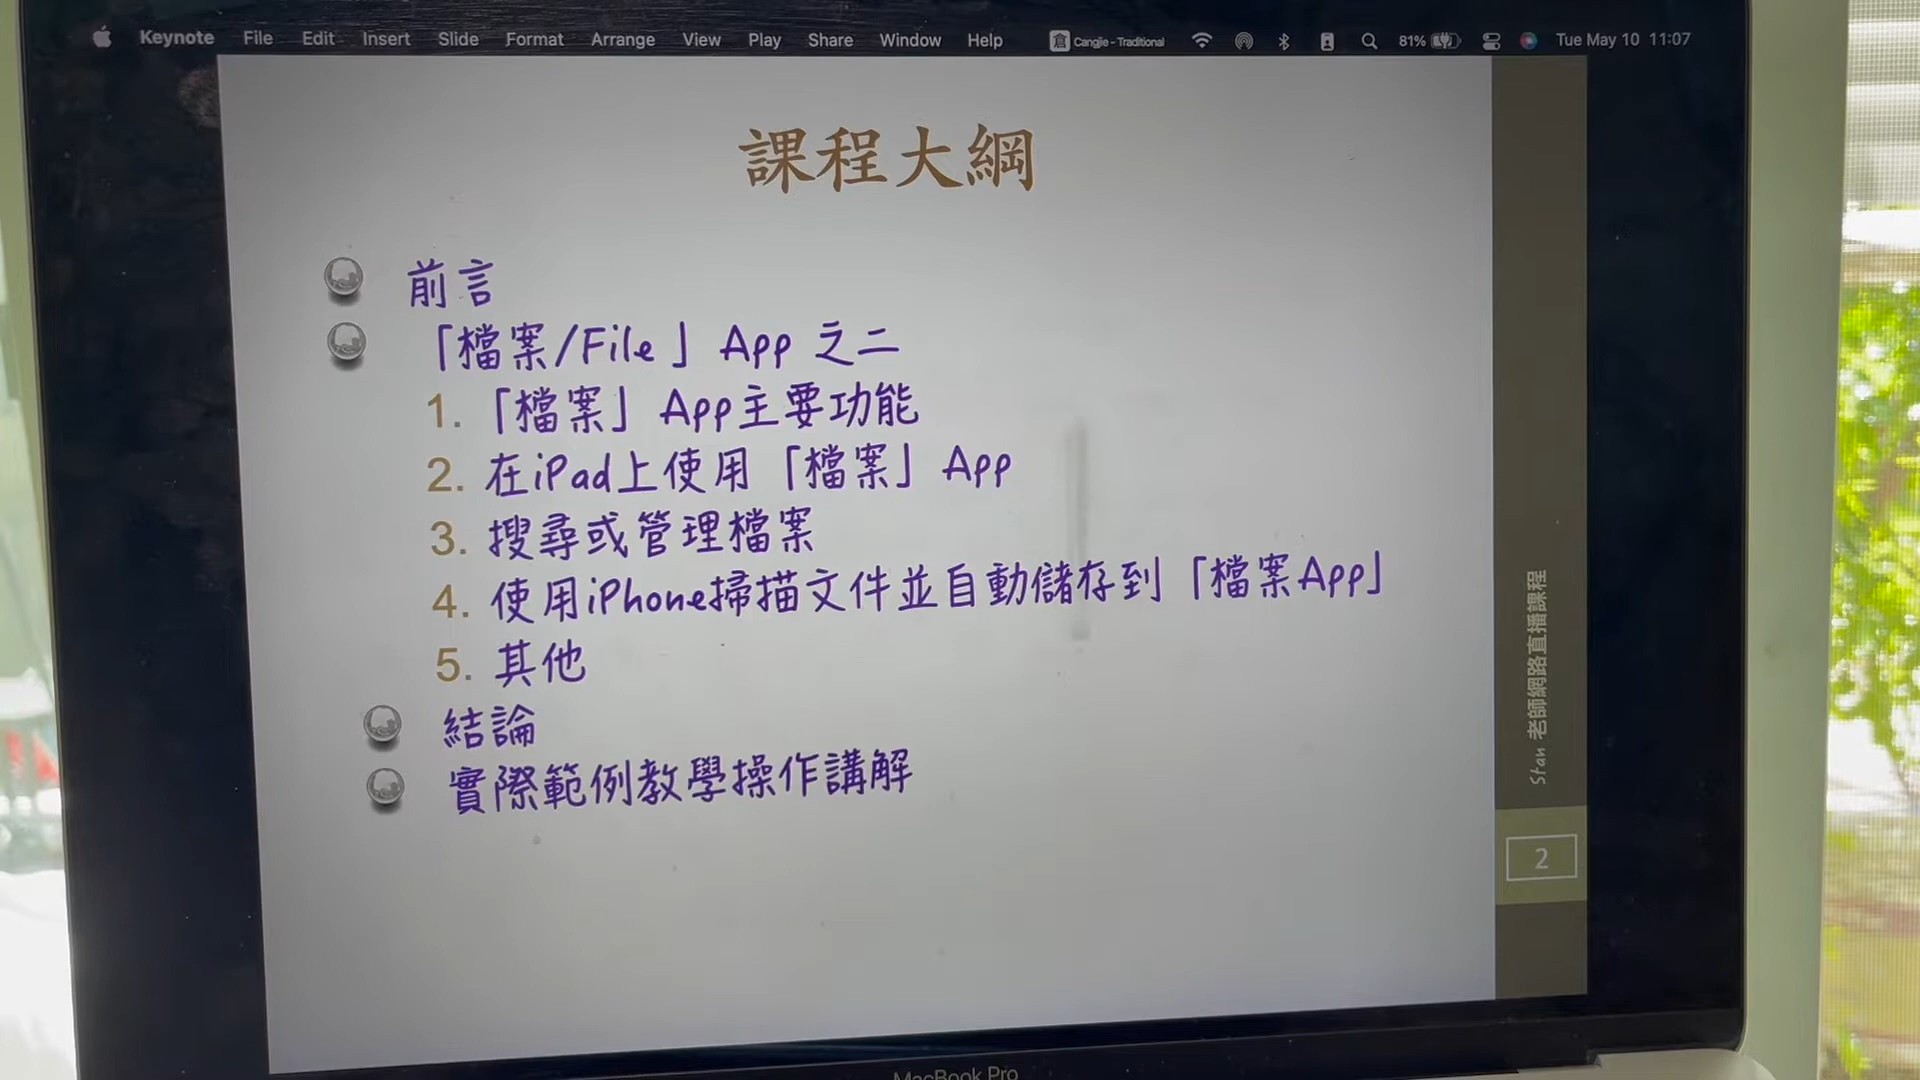 Keynote File Edit Insert Slide Format Arrange View Play Share Window Help Cangjie – Traditional 81% Tue May 10 11:07
課程大綱
前言
「檔案/File」App 之二
1. 「檔案」App主要功能
2. 在iPad上使用「檔案」App
3. 搜尋或管理檔案
4. 使用iPhone掃描文件並自動儲存到「檔案App」
5. 其他
結論
實際範例教學操作講解
Stan 老師網路直播課程
2
MacBook Pro